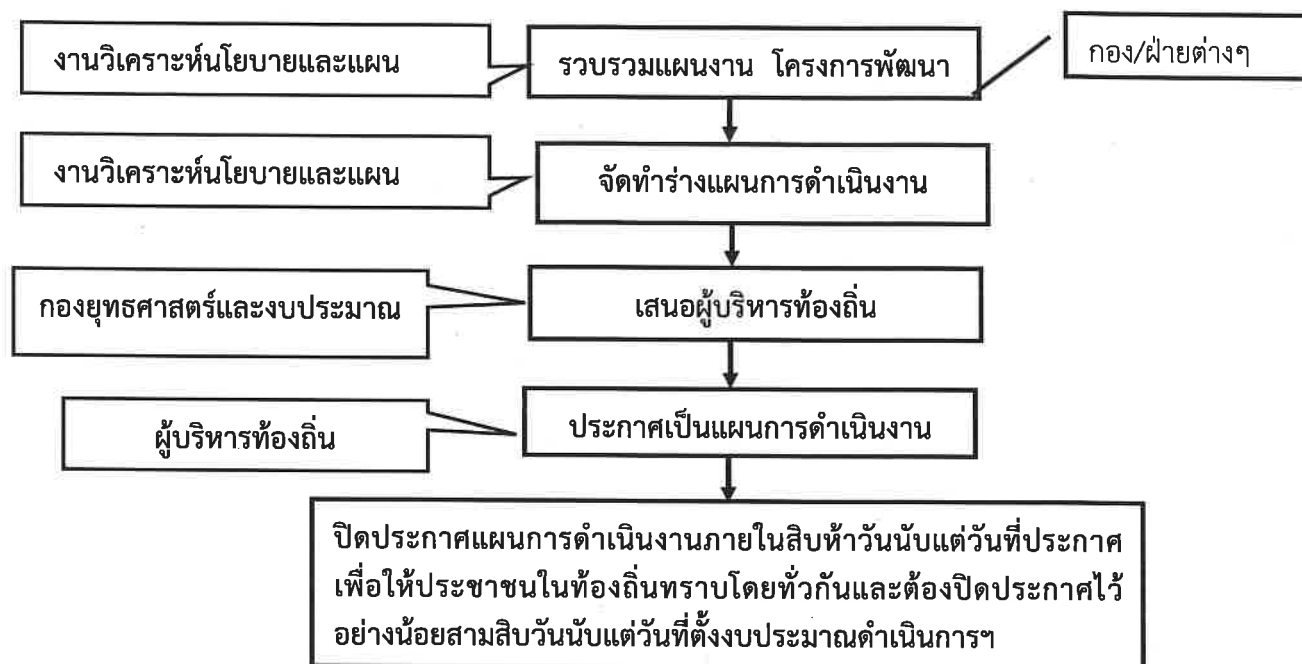 งานวิเคราะห์นโยบายและแผน
รวบรวมแผนงาน โครงการพัฒนา
กอง/ฝ่ายต่างๆ
งานวิเคราะห์นโยบายและแผน
จัดทำร่างแผนการดำเนินงาน
กองยุทธศาสตร์และงบประมาณ
เสนอผู้บริหารท้องถิ่น
ผู้บริหารท้องถิ่น
ประกาศเป็นแผนการดำเนินงาน
ปิดประกาศแผนการดำเนินงานภายในสิบห้าวันนับแต่วันที่ประกาศ
เพื่อให้ประชาชนในท้องถิ่นทราบโดยทั่วกันและต้องปิดประกาศไว้
อย่างน้อยสามสิบวันนับแต่วันที่ตั้งงบประมาณดำเนินการฯ